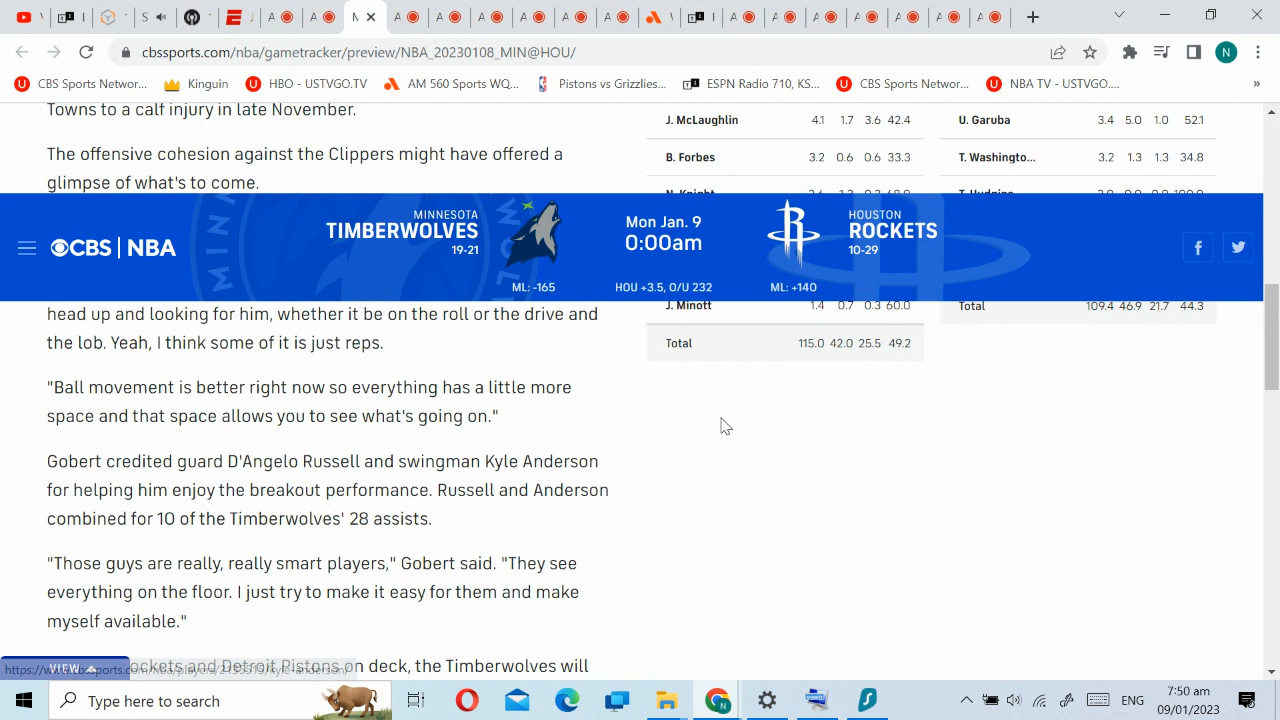 cbssports.com/nba/gametracker/preview/NBA_20230108_MIN@HOU/
N
CBS Sports Networ...
Kinguin
HBO - USTVGO.TV
AM 560 Sports WQ...
Pistons vs Grizzlies...
ESPN Radio 710, KS...
CBS Sports Networ...
NBA TV - USTVGO....
»
Towns to a calf injury in late November.
The offensive cohesion against the Clippers might have offered a
glimpse of what's to come.
J. McLaughlin 4.1 1.7 3.6 42.4
B. Forbes 3.2 0.6 0.6 33.3
U. Garuba 3.4 5.0 1.0 52.1
T. Washingto... 3.2 1.3 1.3 34.8
CBS | NBA
MINNESOTA
TIMBERWOLVES
19-21
ML: -165
Mon Jan. 9
0:00am
HOU +3.5, O/U 232
HOUSTON
ROCKETS
10-29
ML: +140
head up and looking for him, whether it be on the roll or the drive and
the lob. Yeah, I think some of it is just reps.
J. Minott 1.4 0.7 0.3 60.0
Total 115.0 42.0 25.5 49.2
Total 109.4 46.9 21.7 44.3
"Ball movement is better right now so everything has a little more
space and that space allows you to see what's going on."
Gobert credited guard D'Angelo Russell and swingman Kyle Anderson
for helping him enjoy the breakout performance. Russell and Anderson
combined for 10 of the Timberwolves' 28 assists.
"Those guys are really, really smart players," Gobert said. "They see
everything on the floor. I just try to make it easy for them and make
myself available."
VIEW
ockets and Detroit Pistons on deck, the Timberwolves will
Type here to search
ENG
7:50 am
09/01/2023